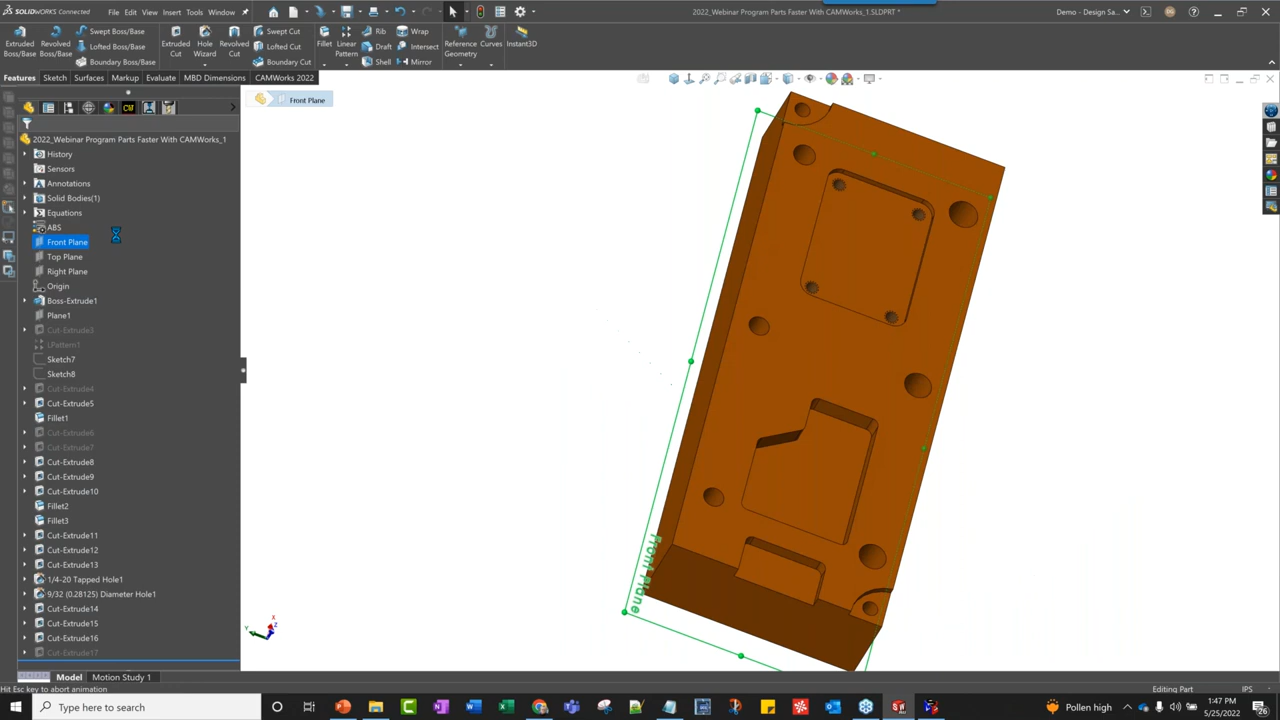 SOLIDWORKS
File Edit View Insert Tools Window
2022_Webinar Program Parts Faster With CAMWorks_1.SLDPRT *
Demo - Design Sa...
Extruded Boss/Base
Revolved Boss/Base
Swept Boss/Base
Lofted Boss/Base
Boundary Boss/Base
Extruded Cut
Hole Wizard
Revolved Cut
Swept Cut
Lofted Cut
Boundary Cut
Fillet
Linear Pattern
Rib
Draft
Shell
Wrap
Intersect
Mirror
Reference Geometry
Curves
Instant3D
Features Sketch Surfaces Markup Evaluate MBD Dimensions CAMWorks 2022
Front Plane
2022_Webinar Program Parts Faster With CAMWorks_1
History
Sensors
Annotations
Solid Bodies(1)
Equations
ABS
Front Plane
Top Plane
Right Plane
Origin
Boss-Extrude1
Plane1
Cut-Extrude3
LPattern1
Sketch7
Sketch8
Cut-Extrude4
Cut-Extrude5
Fillet1
Cut-Extrude6
Cut-Extrude7
Cut-Extrude8
Cut-Extrude9
Cut-Extrude10
Fillet2
Fillet3
Cut-Extrude11
Cut-Extrude12
Cut-Extrude13
1/4-20 Tapped Hole1
9/32 (0.28125) Diameter Hole1
Cut-Extrude14
Cut-Extrude15
Cut-Extrude16
Cut-Extrude17
Front Plane
Y X Z
Model Motion Study 1
Hit Esc key to abort animation
Editing Part IPS
Type here to search
Pollen high
1:47 PM
5/25/2022
26